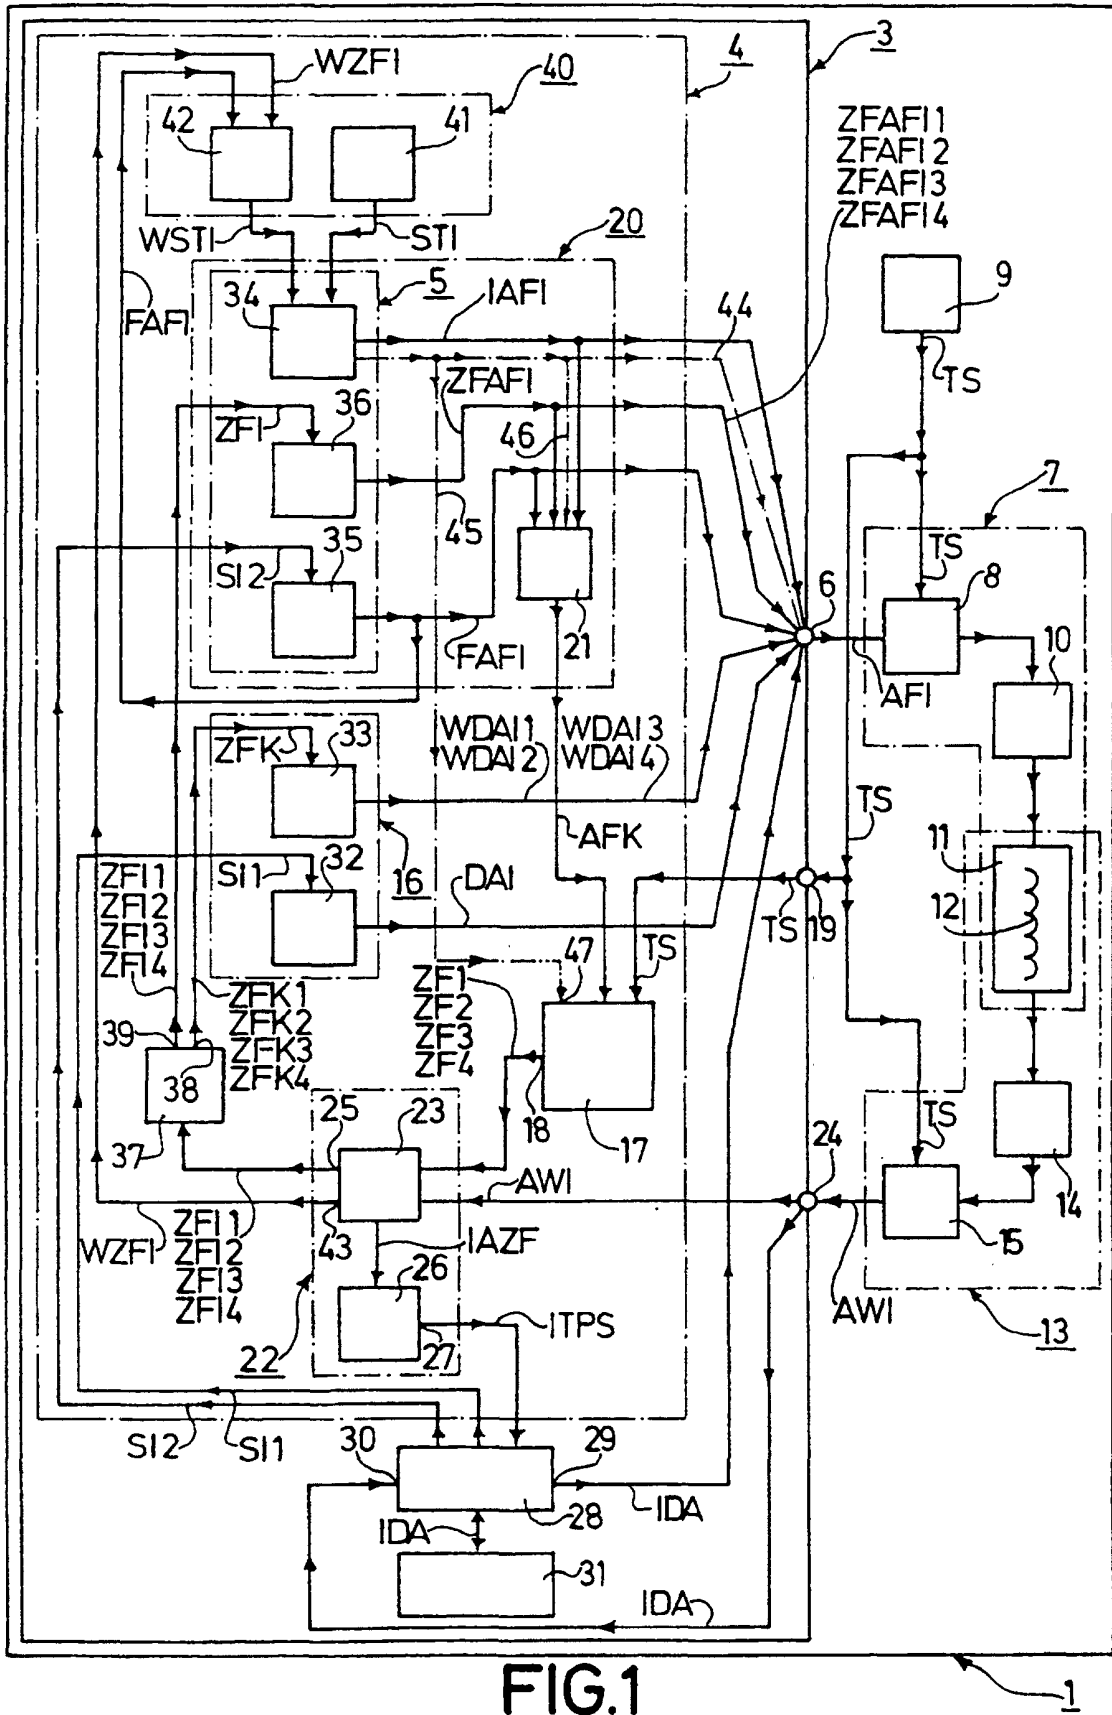 WZFI
40
4
3
42
41
ZFAFI1
ZFAFI2
ZFAFI3
ZFAFI4
WSTI
STI
20
FAFI
34
5
IAFI
44
9
TS
ZFI
36
ZFAFI
46
45
7
SI2
35
TS
8
6
21
FAFI
AFI
10
ZFK
33
WDAI1
WDAI2
WDAI3
WDAI4
AFK
TS
11
12
SI1
32
16
DAI
TS
19
ZFI1
ZFI2
ZFI3
ZFI4
ZFK1
ZFK2
ZFK3
ZFK4
39
38
37
ZF1
ZF2
ZF3
ZF4
47
TS
18
17
25
23
24
TS
14
15
AWI
WZFI
ZFI1
ZFI2
ZFI3
ZFI4
43
IAZF
26
27
22
ITPS
AWI
13
SI2
SI1
30
29
28
IDA
IDA
31
IDA
FIG.1
1